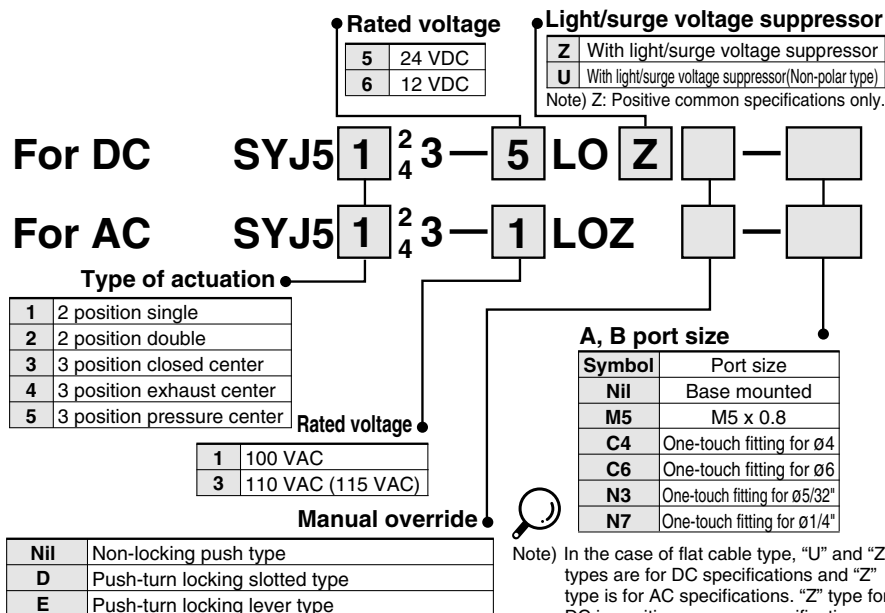 Rated voltage
5 24 VDC
6 12 VDC
Light/surge voltage suppressor
Z With light/surge voltage suppressor
U With light/surge voltage suppressor(Non-polar type)
Note) Z: Positive common specifications only.
For DC SYJ5 1 2 4 3 — 5 LO Z —
For AC SYJ5 1 2 4 3 — 1 LOZ —
Type of actuation
1 2 position single
2 2 position double
3 3 position closed center
4 3 position exhaust center
5 3 position pressure center
Rated voltage
1 100 VAC
3 110 VAC (115 VAC)
A, B port size
Symbol Port size
Nil Base mounted
M5 M5 x 0.8
C4 One-touch fitting for ø4
C6 One-touch fitting for ø6
N3 One-touch fitting for ø5/32"
N7 One-touch fitting for ø1/4"
Manual override
Nil Non-locking push type
D Push-turn locking slotted type
E Push-turn locking lever type
Note) In the case of flat cable type, “U” and “Z
types are for DC specifications and “Z”
type is for AC specifications. “Z” type for